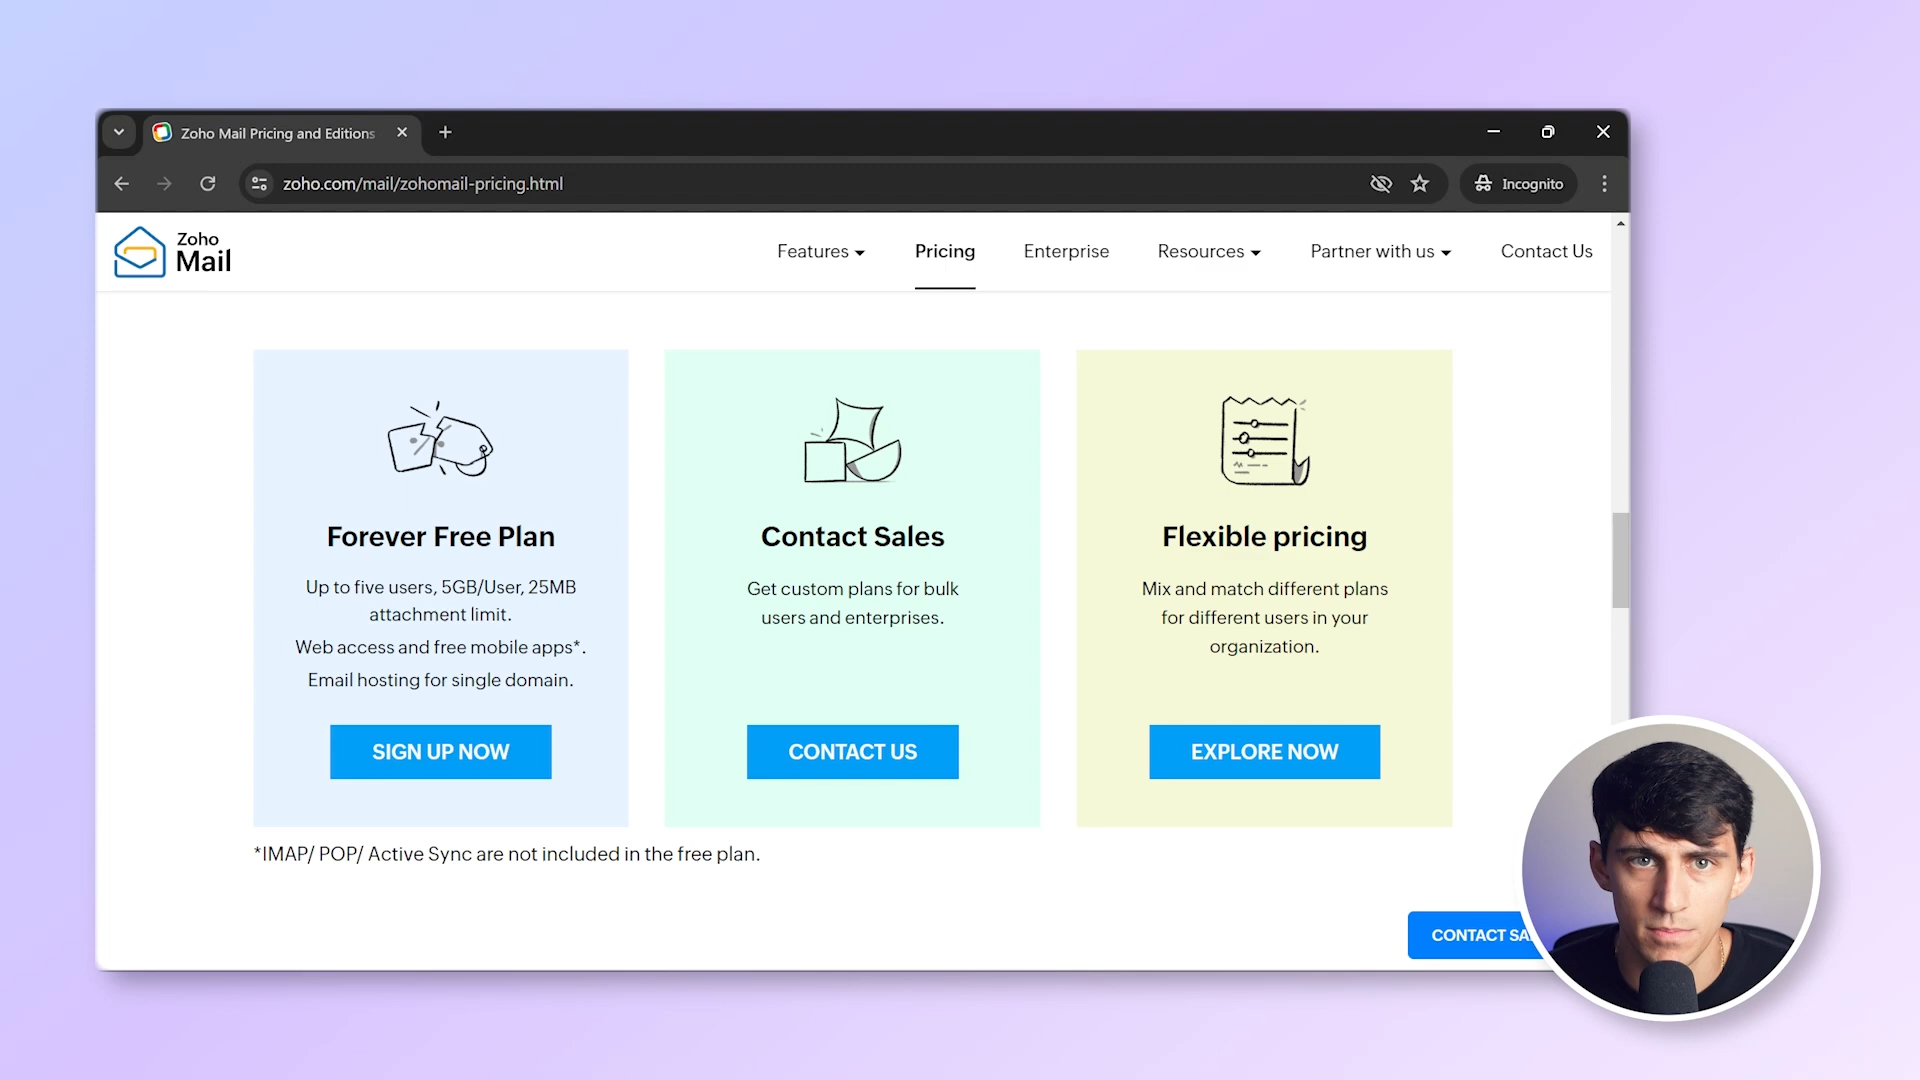 Zoho Mail Pricing and Editions
zoho.com/mail/zohomail-pricing.html
Incognito
Zoho
Mail
Features
Pricing
Enterprise
Resources
Partner with us
Contact Us
Forever Free Plan
Up to five users, 5GB/User, 25MB
attachment limit.
Web access and free mobile apps*.
Email hosting for single domain.
SIGN UP NOW
Contact Sales
Get custom plans for bulk
users and enterprises.
CONTACT US
Flexible pricing
Mix and match different plans
for different users in your
organization.
EXPLORE NOW
*IMAP/ POP/ Active Sync are not included in the free plan.
CONTACT